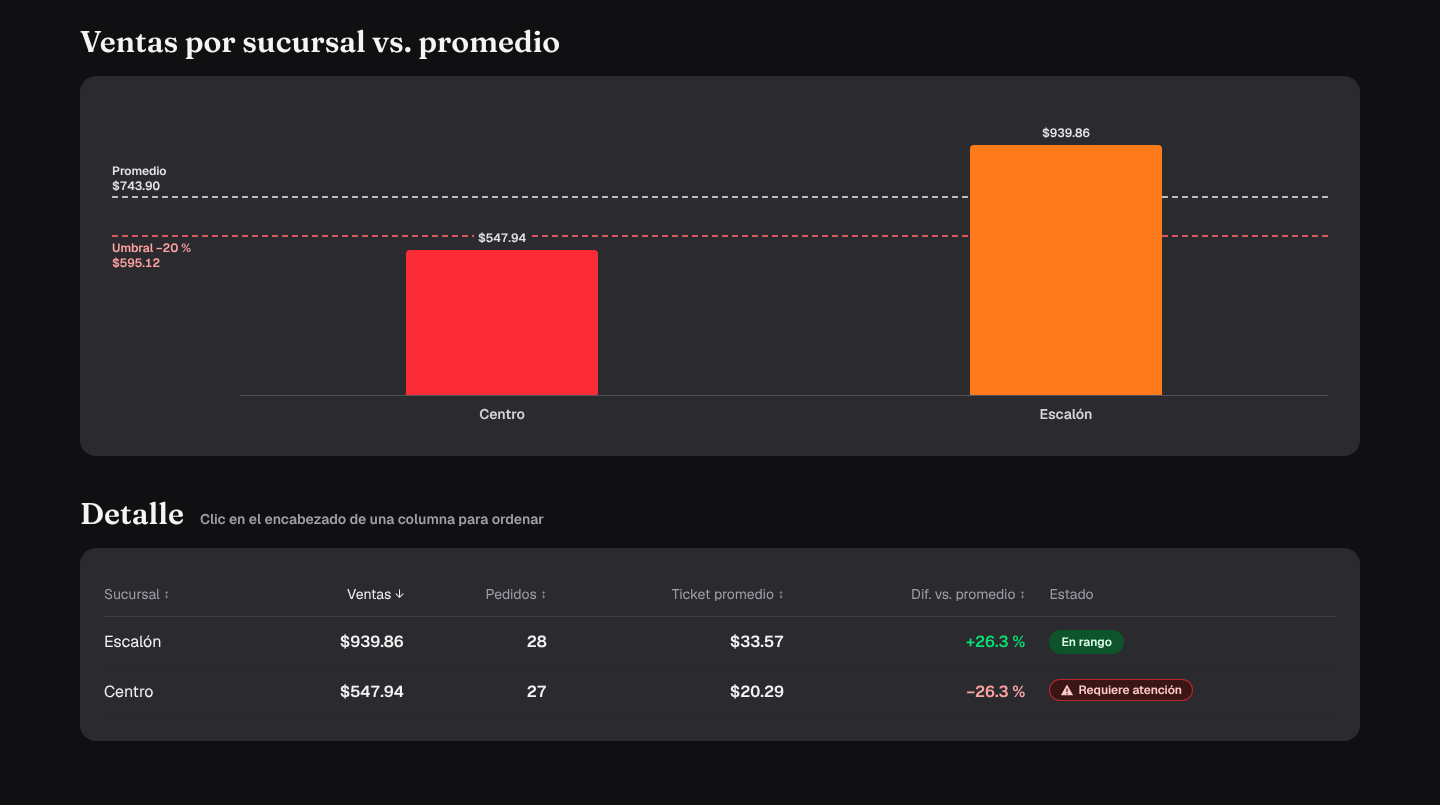 Ventas por sucursal vs. promedio
$939.86
Promedio
$743.90
$547.94
Umbral −20 %
$595.12
Centro Escalón
Detalle Clic en el encabezado de una columna para ordenar
Sucursal ↕ Ventas ↓ Pedidos ↕ Ticket promedio ↕ Dif. vs. promedio ↕ Estado
Escalón $939.86 28 $33.57 +26.3 % En rango
Centro $547.94 27 $20.29 −26.3 % Requiere atención